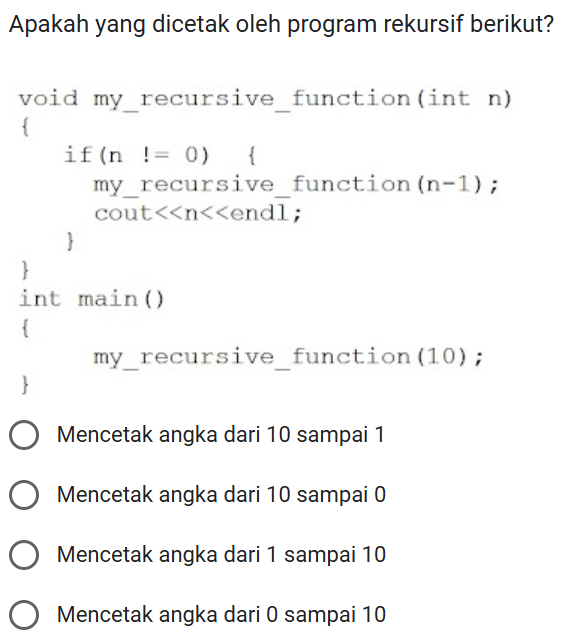 Apakah yang dicetak oleh program rekursif berikut?
void my_recursive_function(int n)
{
if(n != 0) {
my_recursive_function(n-1);
cout<<n<<endl;
}
}
int main()
{
my_recursive_function(10);
}
Mencetak angka dari 10 sampai 1
Mencetak angka dari 10 sampai 0
Mencetak angka dari 1 sampai 10
Mencetak angka dari 0 sampai 10